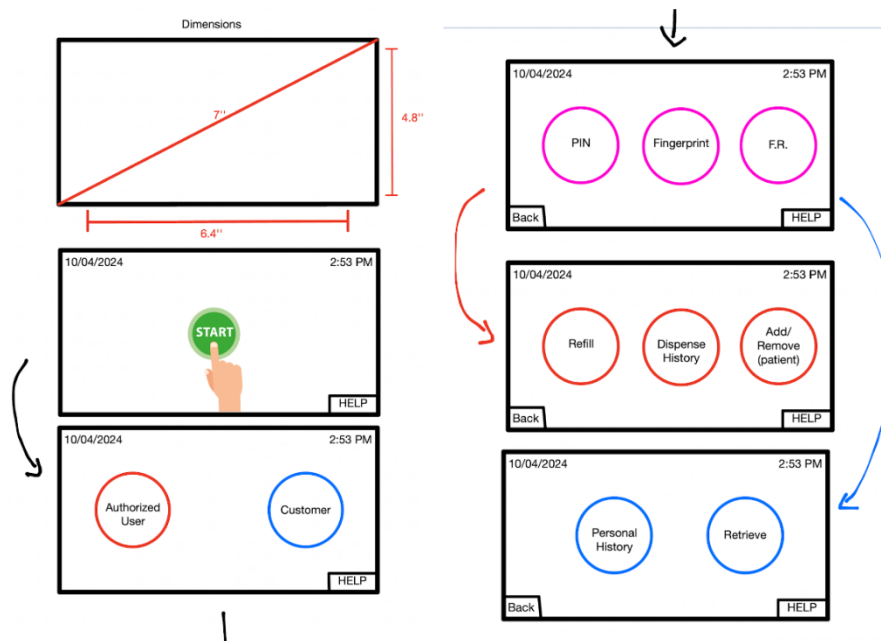 Dimensions
7''
4.8''
6.4''
10/04/2024 2:53 PM
START
HELP
10/04/2024 2:53 PM
Authorized
User
Customer
HELP
10/04/2024 2:53 PM
PIN
Fingerprint
F.R.
Back
HELP
10/04/2024 2:53 PM
Refill
Dispense
History
Add/
Remove
(patient)
Back
HELP
10/04/2024 2:53 PM
Personal
History
Retrieve
Back
HELP